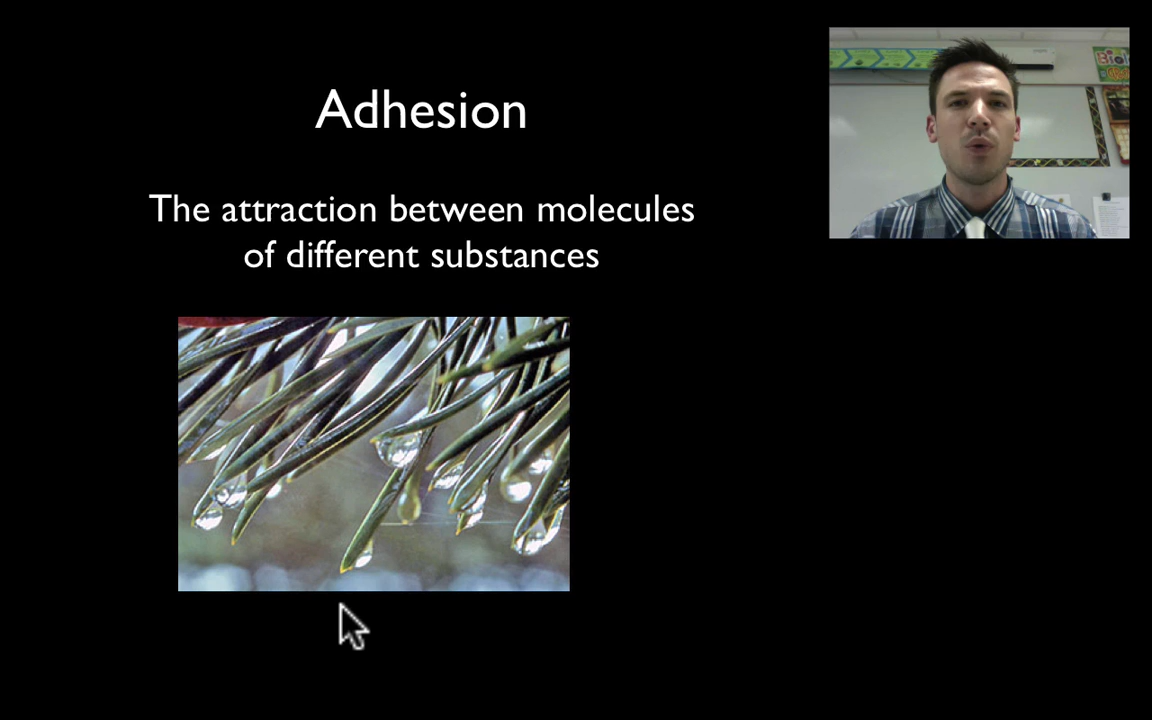 Adhesion
The attraction between molecules
of different substances